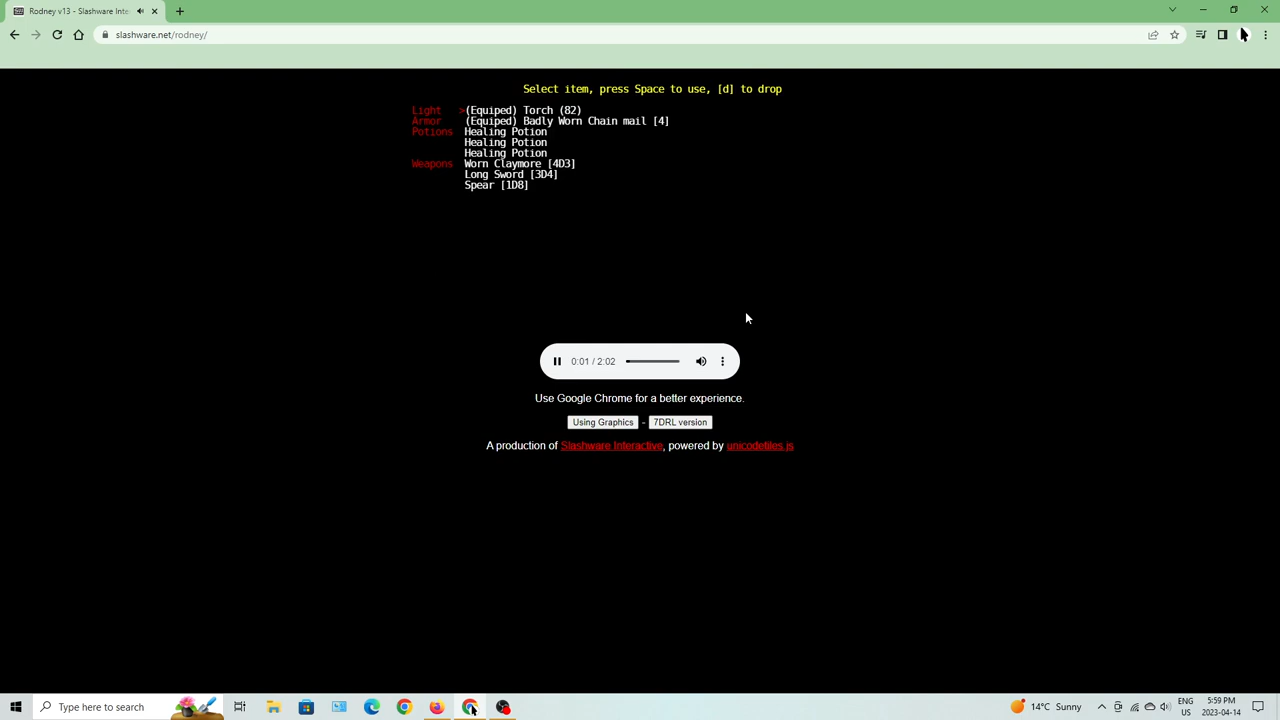 Rodney v13 - Slashware Inte
slashware.net/rodney/
Select item, press Space to use, [d] to drop
Light >(Equiped) Torch (82)
Armor (Equiped) Badly Worn Chain mail [4]
Potions Healing Potion
Healing Potion
Healing Potion
Weapons Worn Claymore [4D3]
Long Sword [3D4]
Spear [1D8]
0:01 / 2:02
Use Google Chrome for a better experience.
Using Graphics - 7DRL version
A production of Slashware Interactive, powered by unicodetiles.js
Type here to search
14°C Sunny
ENG
US
5:59 PM
2023-04-14